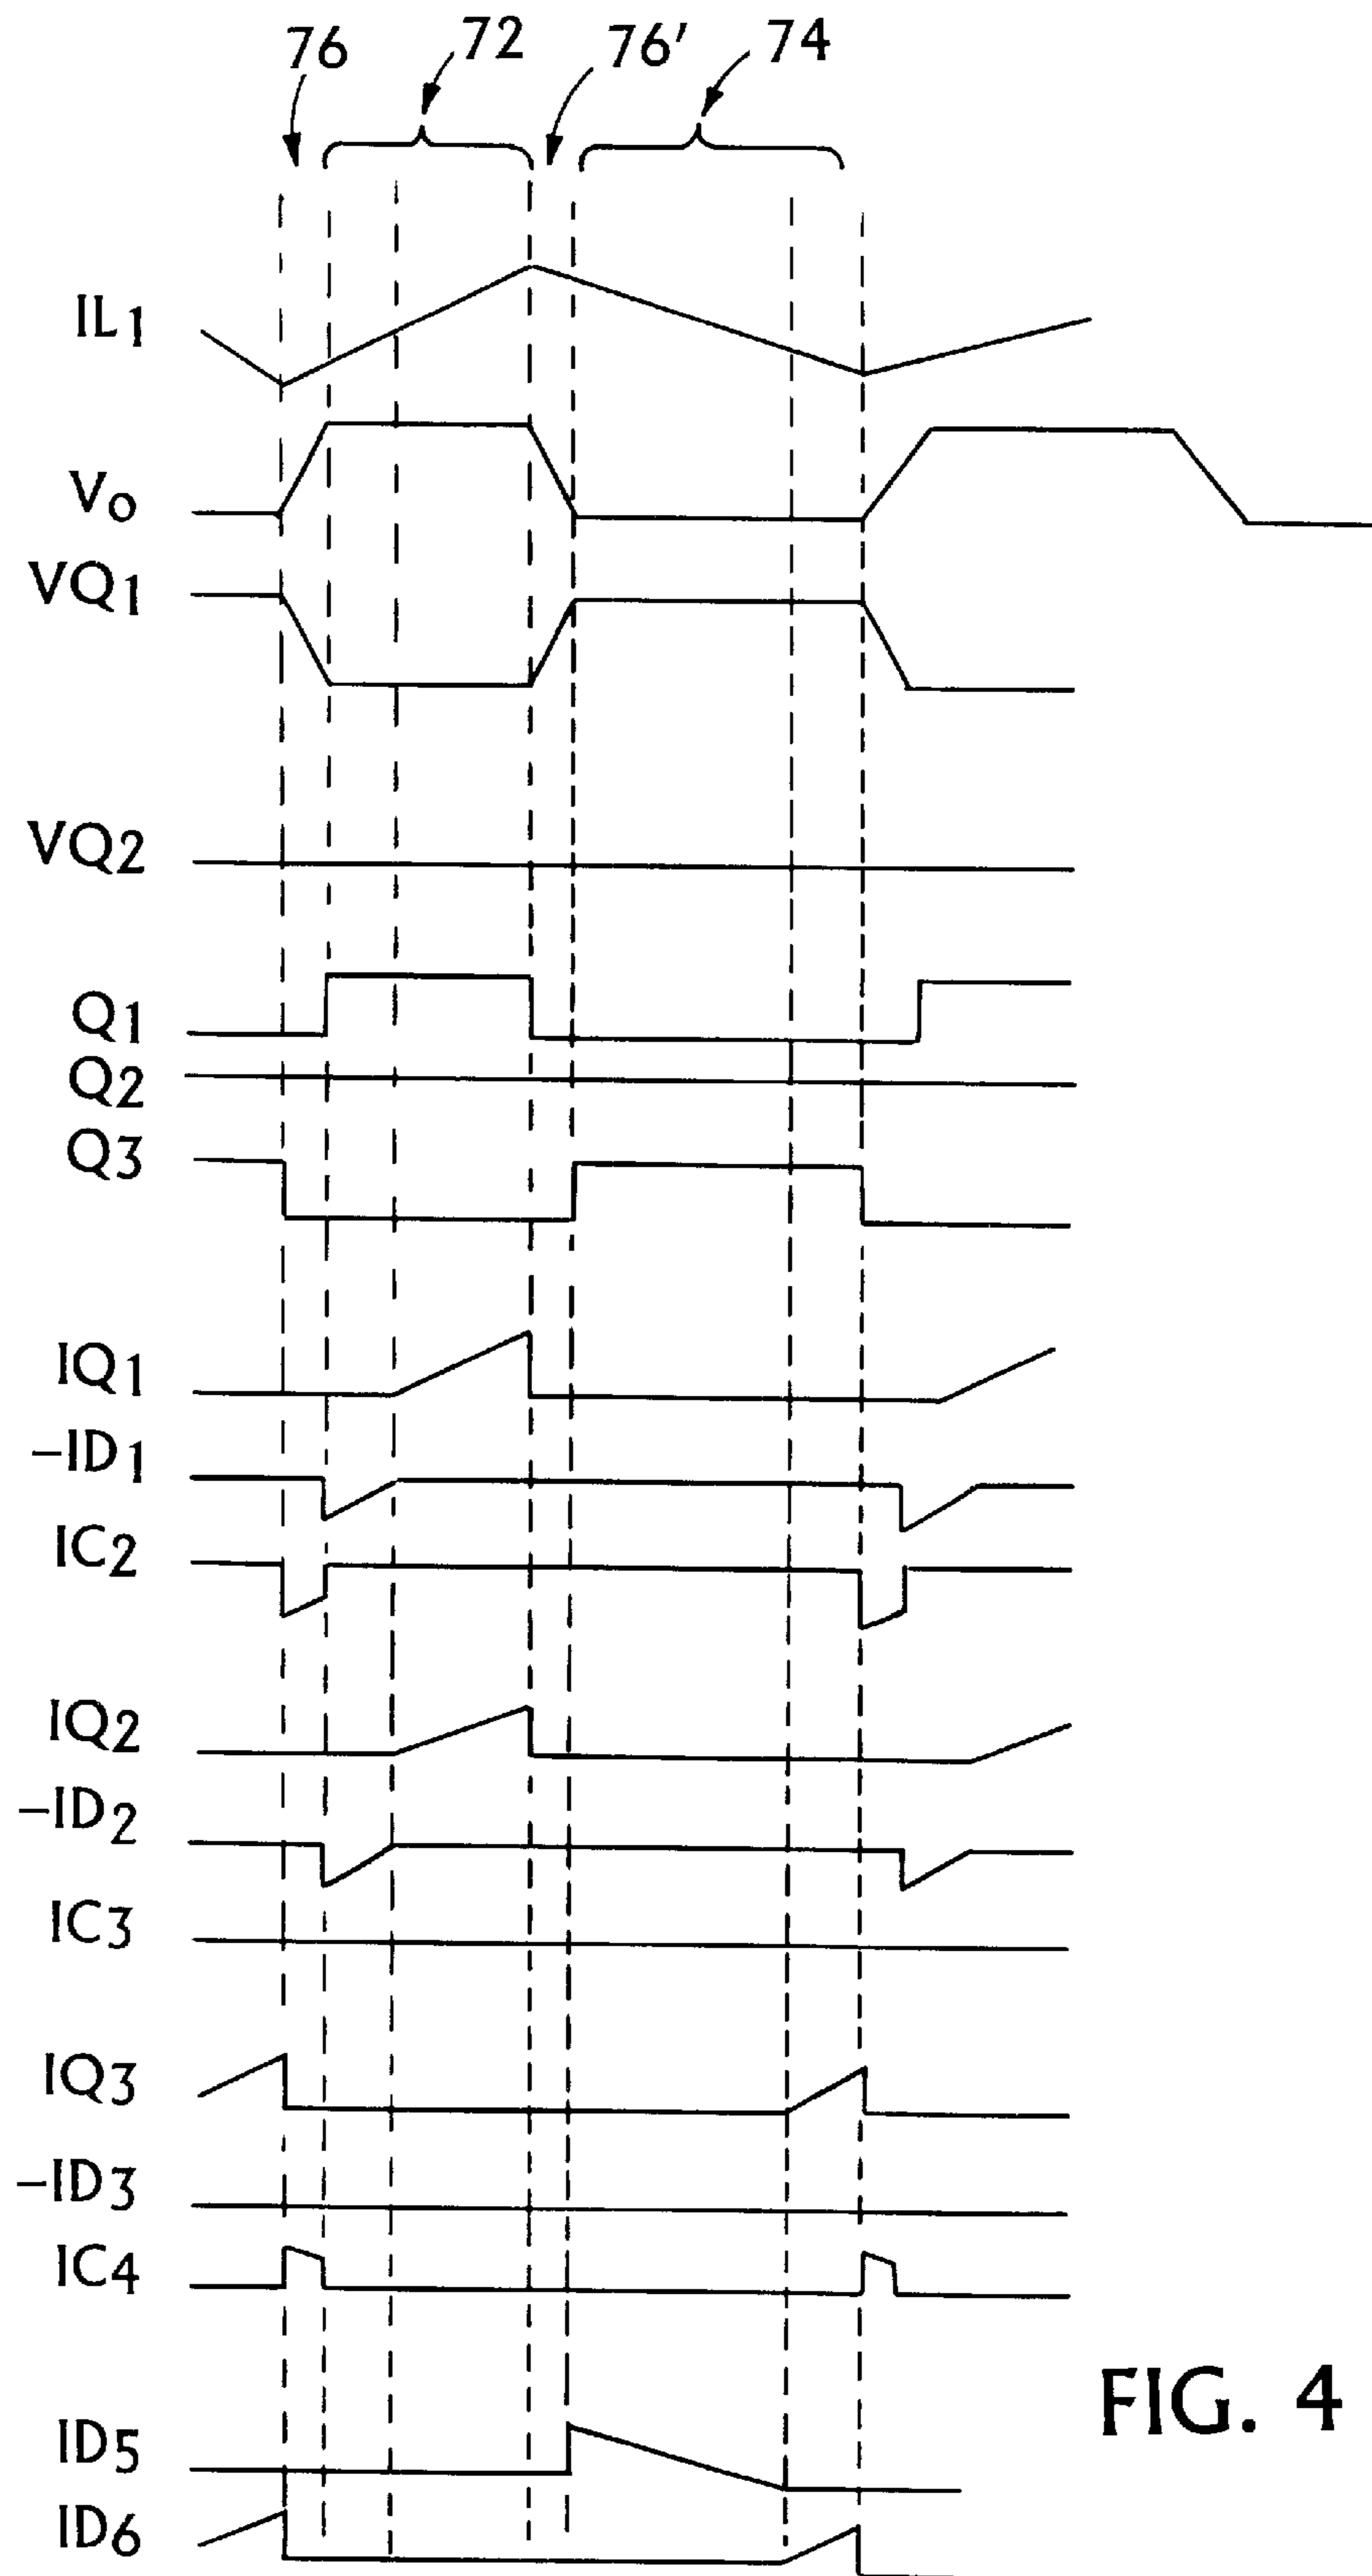 76 72 76' 74
IL1
Vo
VQ1
VQ2
Q1
Q2
Q3
IQ1
–ID1
IC2
IQ2
–ID2
IC3
IQ3
–ID3
IC4
FIG. 4
ID5
ID6